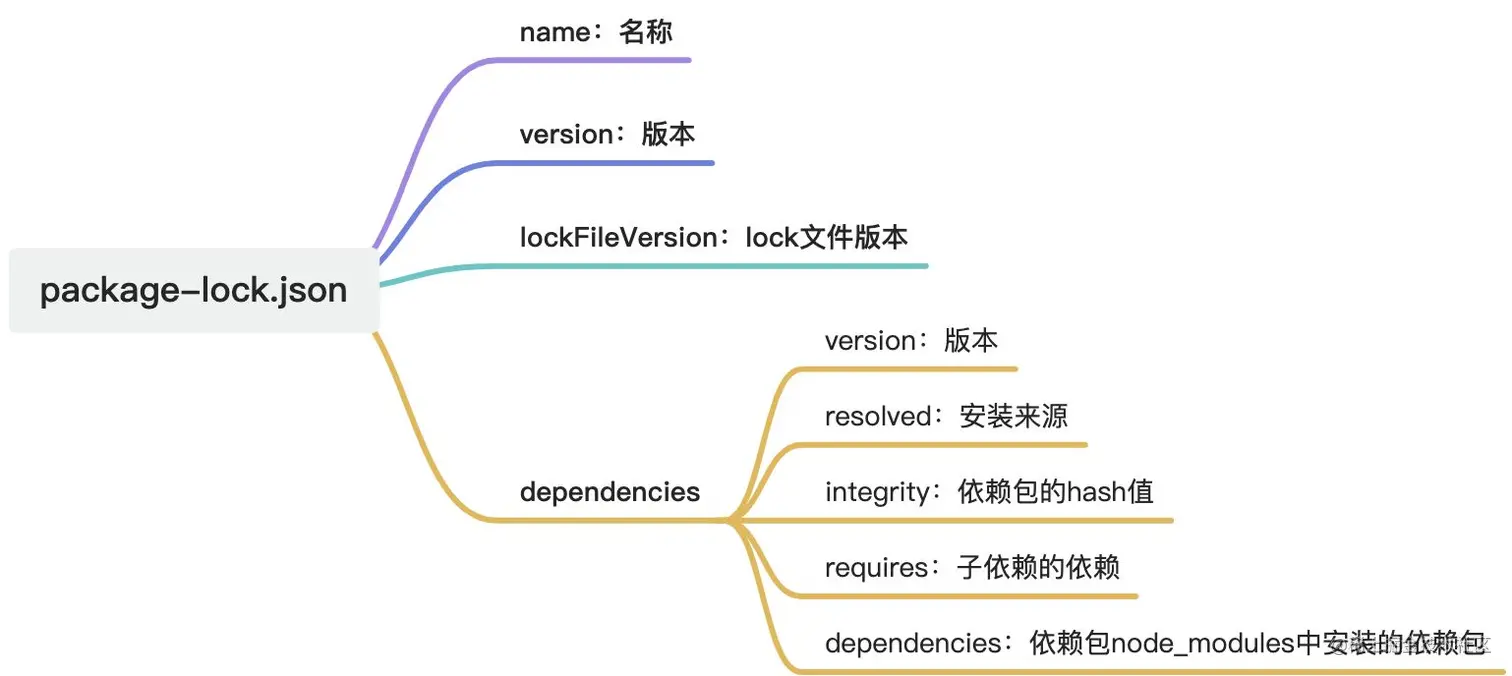 name：名称
version：版本
lockFileVersion：lock文件版本
package-lock.json
version：版本
resolved：安装来源
dependencies
integrity：依赖包的hash值
requires：子依赖的依赖
dependencies：依赖包node_modules中安装的依赖包